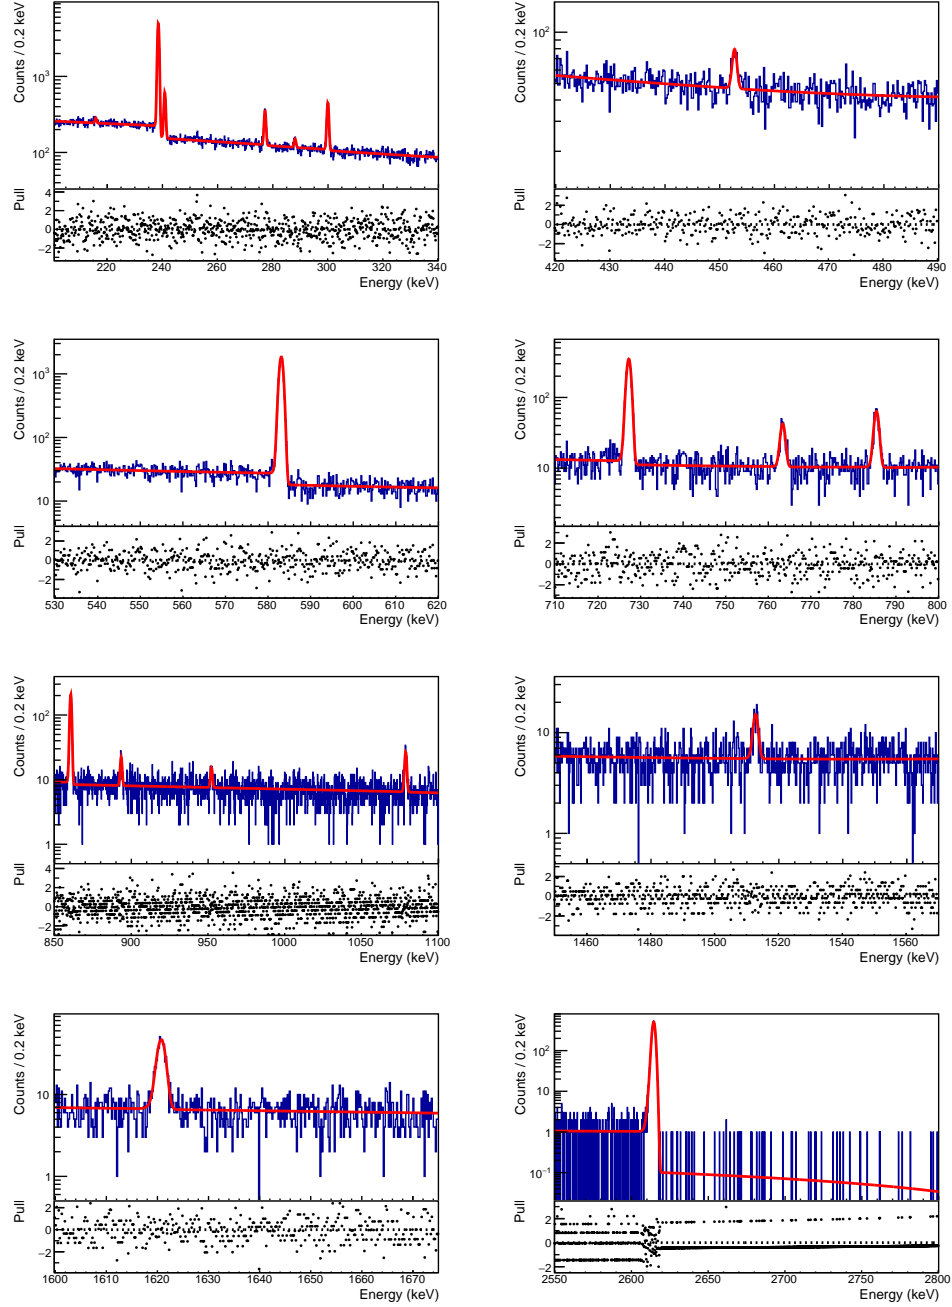 Counts / 0.2 keV
10³
10²
Pull
4
2
0
−2
220 240 260 280 300 320 340
Energy (keV)
Counts / 0.2 keV
10²
Pull
2
0
−2
420 430 440 450 460 470 480 490
Energy (keV)
Counts / 0.2 keV
10³
10²
10
Pull
2
0
−2
530 540 550 560 570 580 590 600 610 620
Energy (keV)
Counts / 0.2 keV
10²
10
Pull
2
0
−2
710 720 730 740 750 760 770 780 790 800
Energy (keV)
Counts / 0.2 keV
10²
10
1
Pull
4
2
0
−2
850 900 950 1000 1050 1100
Energy (keV)
Counts / 0.2 keV
10
1
Pull
2
0
−2
1460 1480 1500 1520 1540 1560
Energy (keV)
Counts / 0.2 keV
10
1
Pull
2
0
−2
1600 1610 1620 1630 1640 1650 1660 1670
Energy (keV)
Counts / 0.2 keV
10²
10
1
10⁻¹
Pull
2
0
−2
2550 2600 2650 2700 2750 2800
Energy (keV)